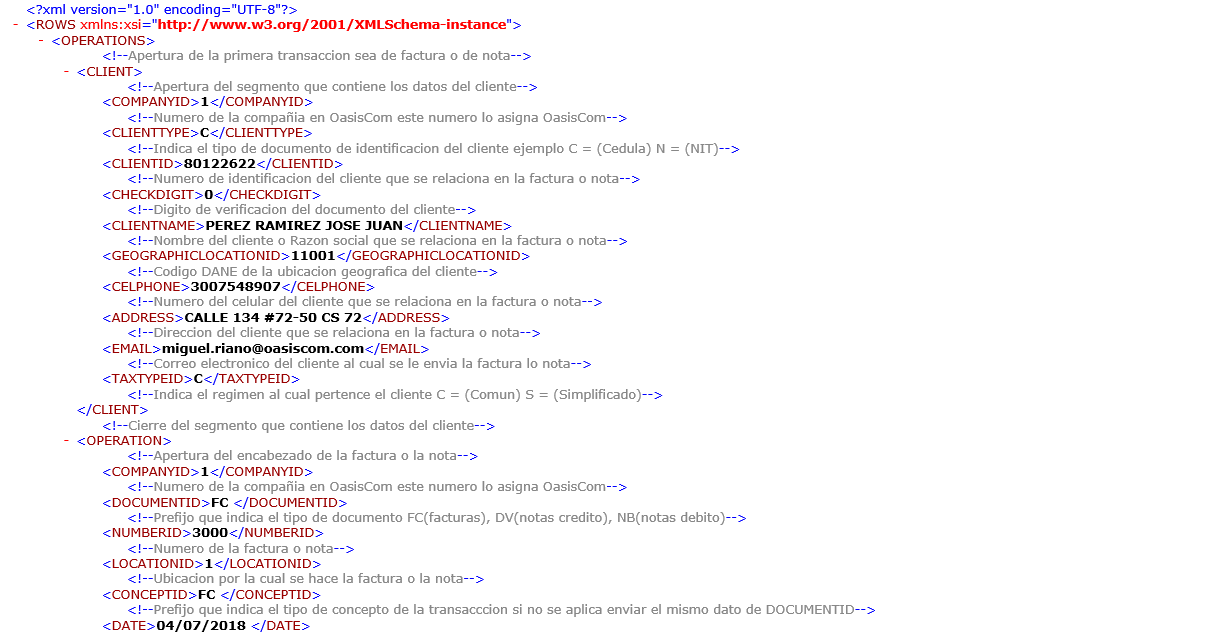 <?xml version="1.0" encoding="UTF-8"?>
- <ROWS xmlns:xsi="http://www.w3.org/2001/XMLSchema-instance">
- <OPERATIONS>
<!--Apertura de la primera transaccion sea de factura o de nota-->
- <CLIENT>
<!--Apertura del segmento que contiene los datos del cliente-->
<COMPANYID>1</COMPANYID>
<!--Numero de la compañia en OasisCom este numero lo asigna OasisCom-->
<CLIENTTYPE>C</CLIENTTYPE>
<!--Indica el tipo de documento de identificacion del cliente ejemplo C = (Cedula) N = (NIT)-->
<CLIENTID>80122622</CLIENTID>
<!--Numero de identificacion del cliente que se relaciona en la factura o nota-->
<CHECKDIGIT>0</CHECKDIGIT>
<!--Digito de verificacion del documento del cliente-->
<CLIENTNAME>PEREZ RAMIREZ JOSE JUAN</CLIENTNAME>
<!--Nombre del cliente o Razon social que se relaciona en la factura o nota-->
<GEOGRAPHICLOCATIONID>11001</GEOGRAPHICLOCATIONID>
<!--Codigo DANE de la ubicacion geografica del cliente-->
<CELPHONE>3007548907</CELPHONE>
<!--Numero del celular del cliente que se relaciona en la factura o nota-->
<ADDRESS>CALLE 134 #72-50 CS 72</ADDRESS>
<!--Direccion del cliente que se relaciona en la factura o nota-->
<EMAIL>miguel.riano@oasiscom.com</EMAIL>
<!--Correo electronico del cliente al cual se le envia la factura lo nota-->
<TAXTYPEID>C</TAXTYPEID>
<!--Indica el regimen al cual pertence el cliente C = (Comun) S = (Simplificado)-->
</CLIENT>
<!--Cierre del segmento que contiene los datos del cliente-->
- <OPERATION>
<!--Apertura del encabezado de la factura o la nota-->
<COMPANYID>1</COMPANYID>
<!--Numero de la compañia en OasisCom este numero lo asigna OasisCom-->
<DOCUMENTID>FC </DOCUMENTID>
<!--Prefijo que indica el tipo de documento FC(facturas), DV(notas credito), NB(notas debito)-->
<NUMBERID>3000</NUMBERID>
<!--Numero de la factura o nota-->
<LOCATIONID>1</LOCATIONID>
<!--Ubicacion por la cual se hace la factura o la nota-->
<CONCEPTID>FC </CONCEPTID>
<!--Prefijo que indica el tipo de concepto de la transacccion si no se aplica enviar el mismo dato de DOCUMENTID-->
<DATE>04/07/2018 </DATE>